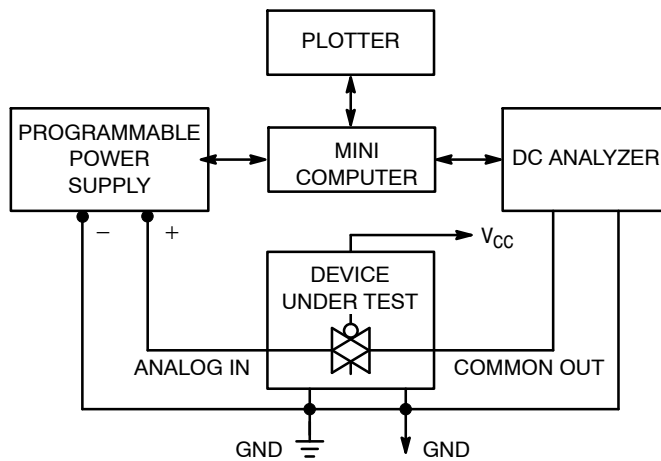 PLOTTER
PROGRAMMABLE
POWER
SUPPLY
MINI
COMPUTER
DC ANALYZER
– +
VCC
DEVICE
UNDER TEST
ANALOG IN
COMMON OUT
GND
GND